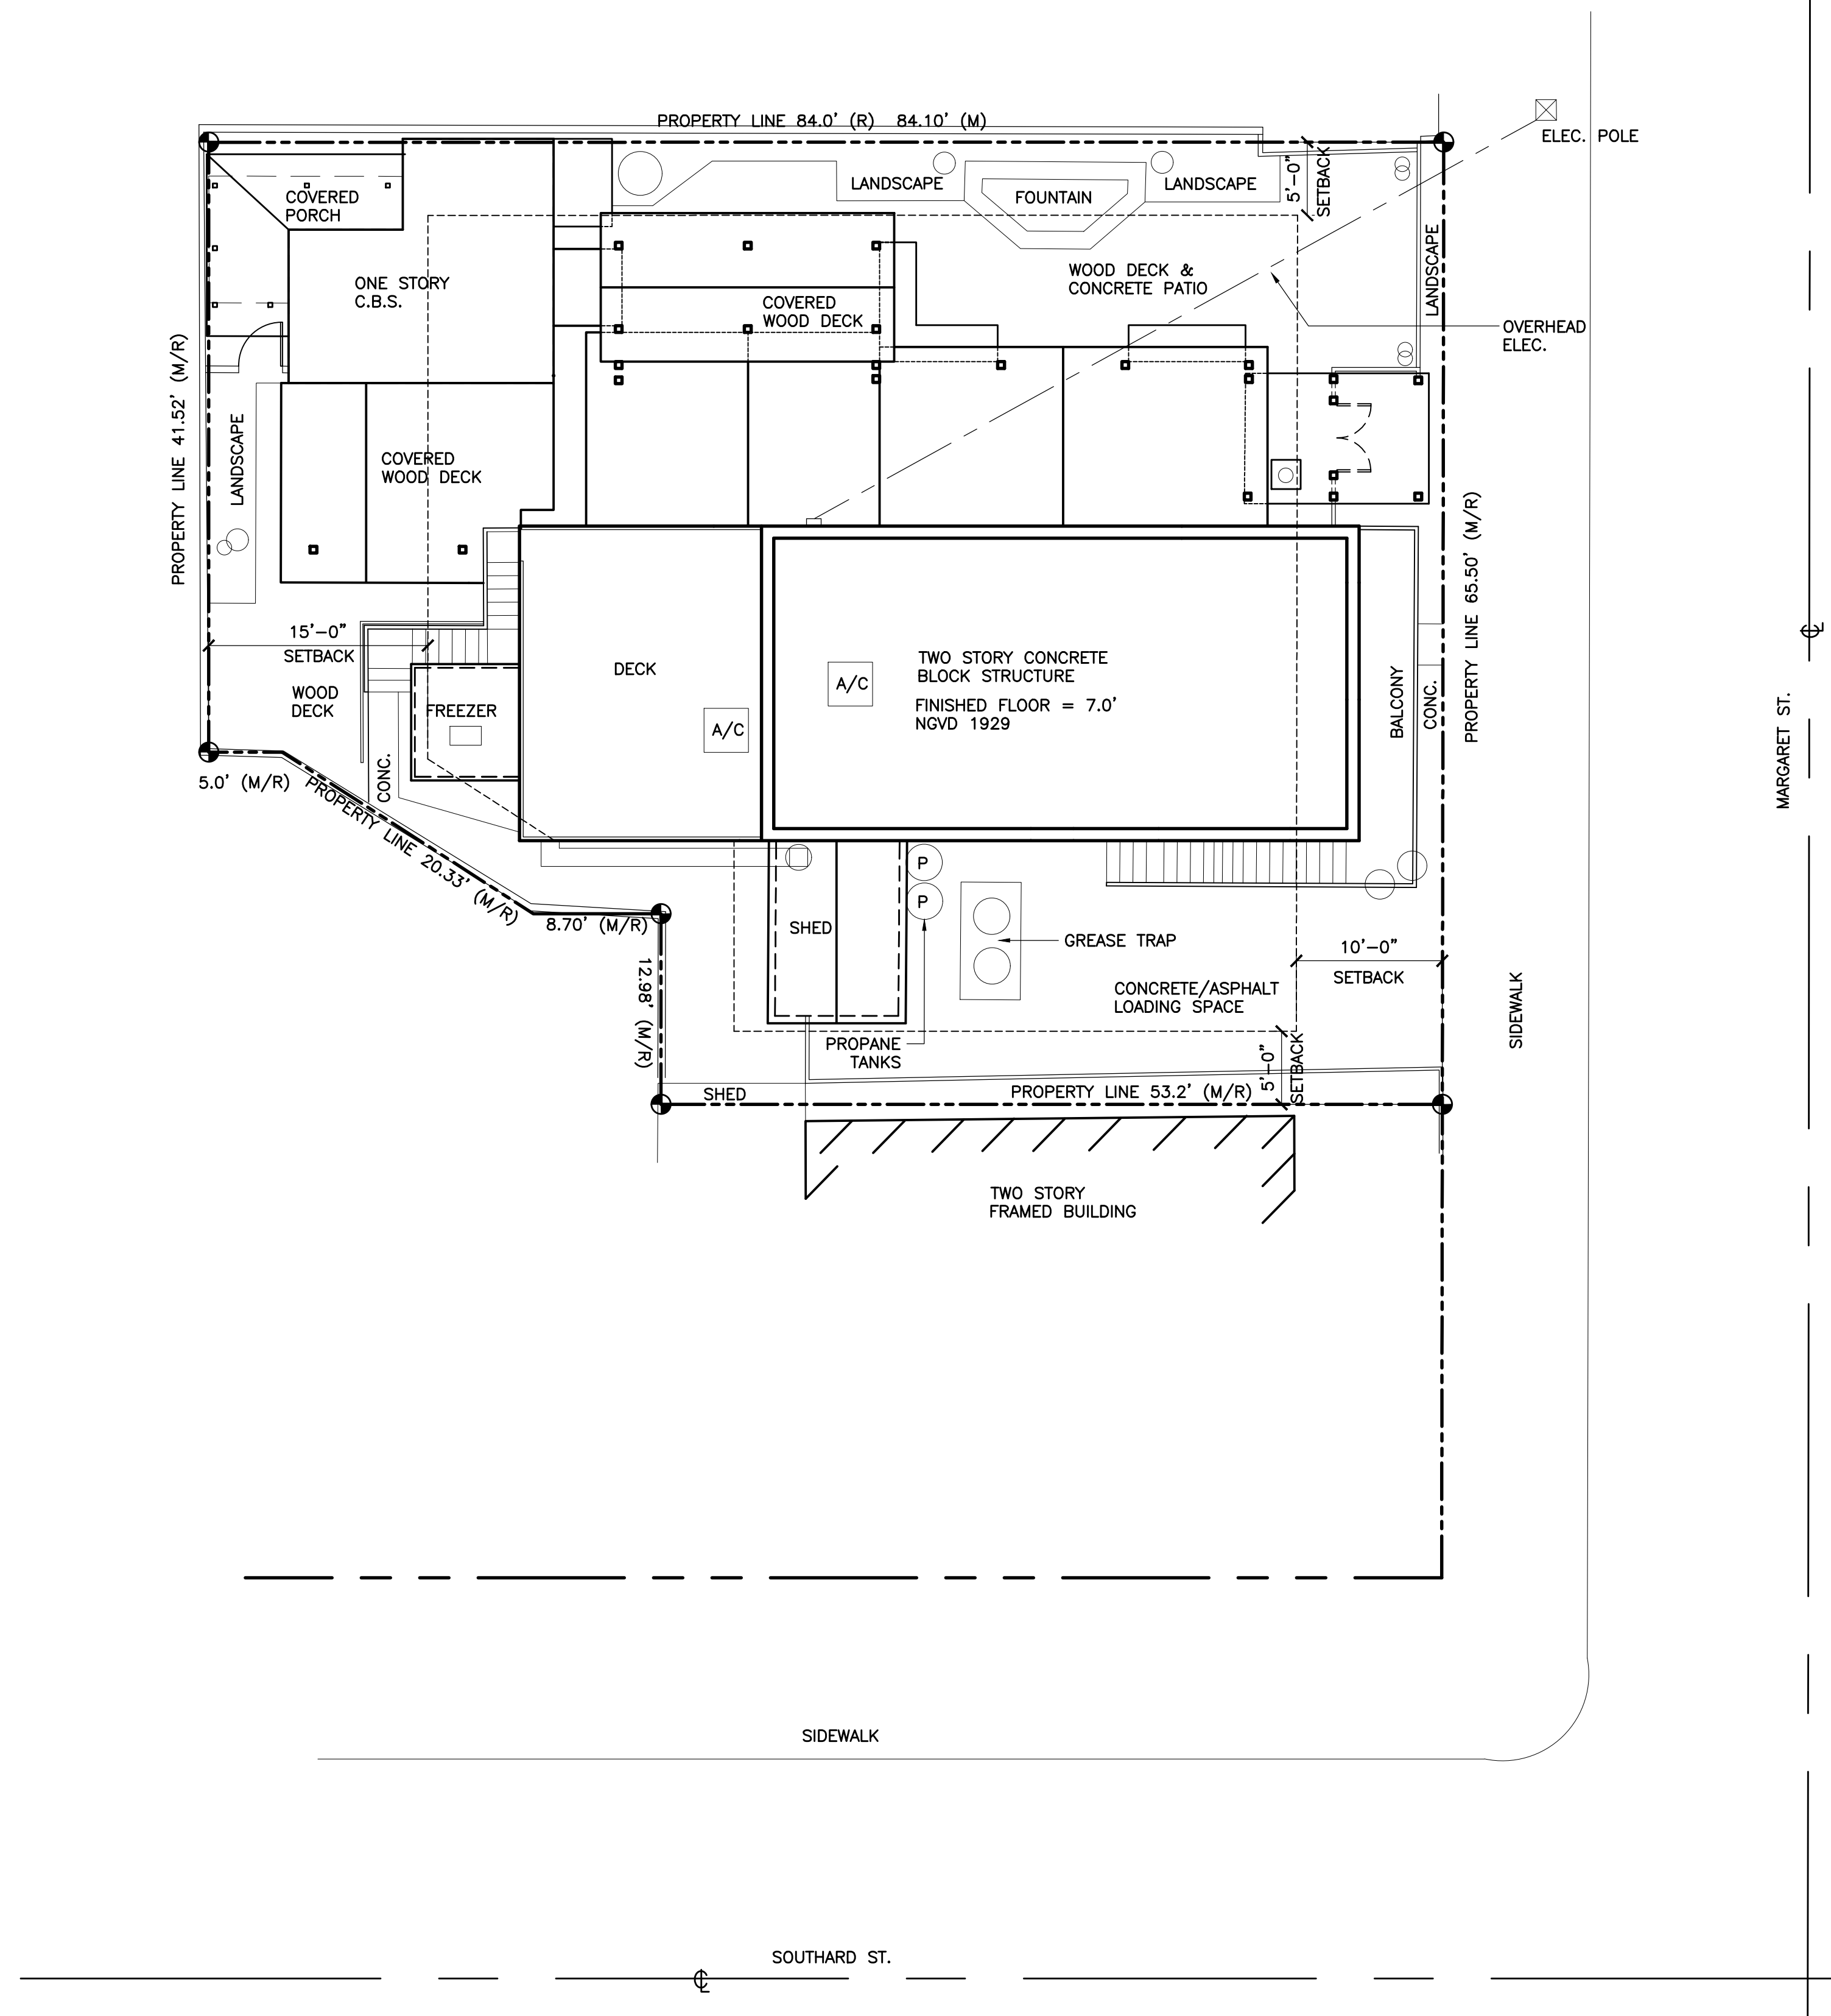 PROPERTY LINE 84.0' (R) 84.10' (M)
ELEC. POLE
COVERED
PORCH
LANDSCAPE
FOUNTAIN
LANDSCAPE
5'-0"
SETBACK
LANDSCAPE
ONE STORY
C.B.S.
COVERED
WOOD DECK
WOOD DECK &
CONCRETE PATIO
OVERHEAD
ELEC.
PROPERTY LINE 41.52' (M/R)
LANDSCAPE
COVERED
WOOD DECK
PROPERTY LINE 65.50' (M/R)
15'-0"
SETBACK
WOOD
DECK
FREEZER
DECK
A/C
A/C
TWO STORY CONCRETE
BLOCK STRUCTURE
FINISHED FLOOR = 7.0'
NGVD 1929
BALCONY
CONC.
MARGARET ST.
CONC.
5.0' (M/R)
PROPERTY LINE 20.33' (M/R)
8.70' (M/R)
12.98' (M/R)
P
P
SHED
GREASE TRAP
10'-0"
SETBACK
CONCRETE/ASPHALT
LOADING SPACE
SIDEWALK
PROPANE
TANKS
5'-0"
SETBACK
SHED
PROPERTY LINE 53.2' (M/R)
TWO STORY
FRAMED BUILDING
SIDEWALK
SOUTHARD ST.